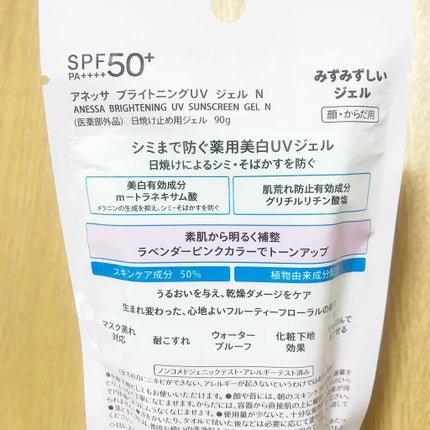 SPF50+
PA++++
みずみずしい
ジェル
顔・からだ用
アネッサ ブライトニングUV ジェル N
ANESSA BRIGHTENING UV SUNSCREEN GEL N
(医薬部外品) 日焼け止め用ジェル 90g
シミまで防ぐ薬用美白UVジェル
日焼けによるシミ・そばかすを防ぐ
美白有効成分
m-トラネキサム酸
メラニンの生成を抑え、シミ・そばかすを防ぐ
肌荒れ防止有効成分
グリチルリチン酸塩
素肌から明るく補整
ラベンダーピンクカラーでトーンアップ
スキンケア成分 50%
植物由来成分
うるおいを与え、乾燥ダメージをケア
生まれ変わった、心地よいフルーティーフローラルの
マスク蒸れ
対応
耐こすれ
ウォーター
プルーフ
化粧下地
効果
ノンコメドジェニックテスト・アレルギーテスト済み